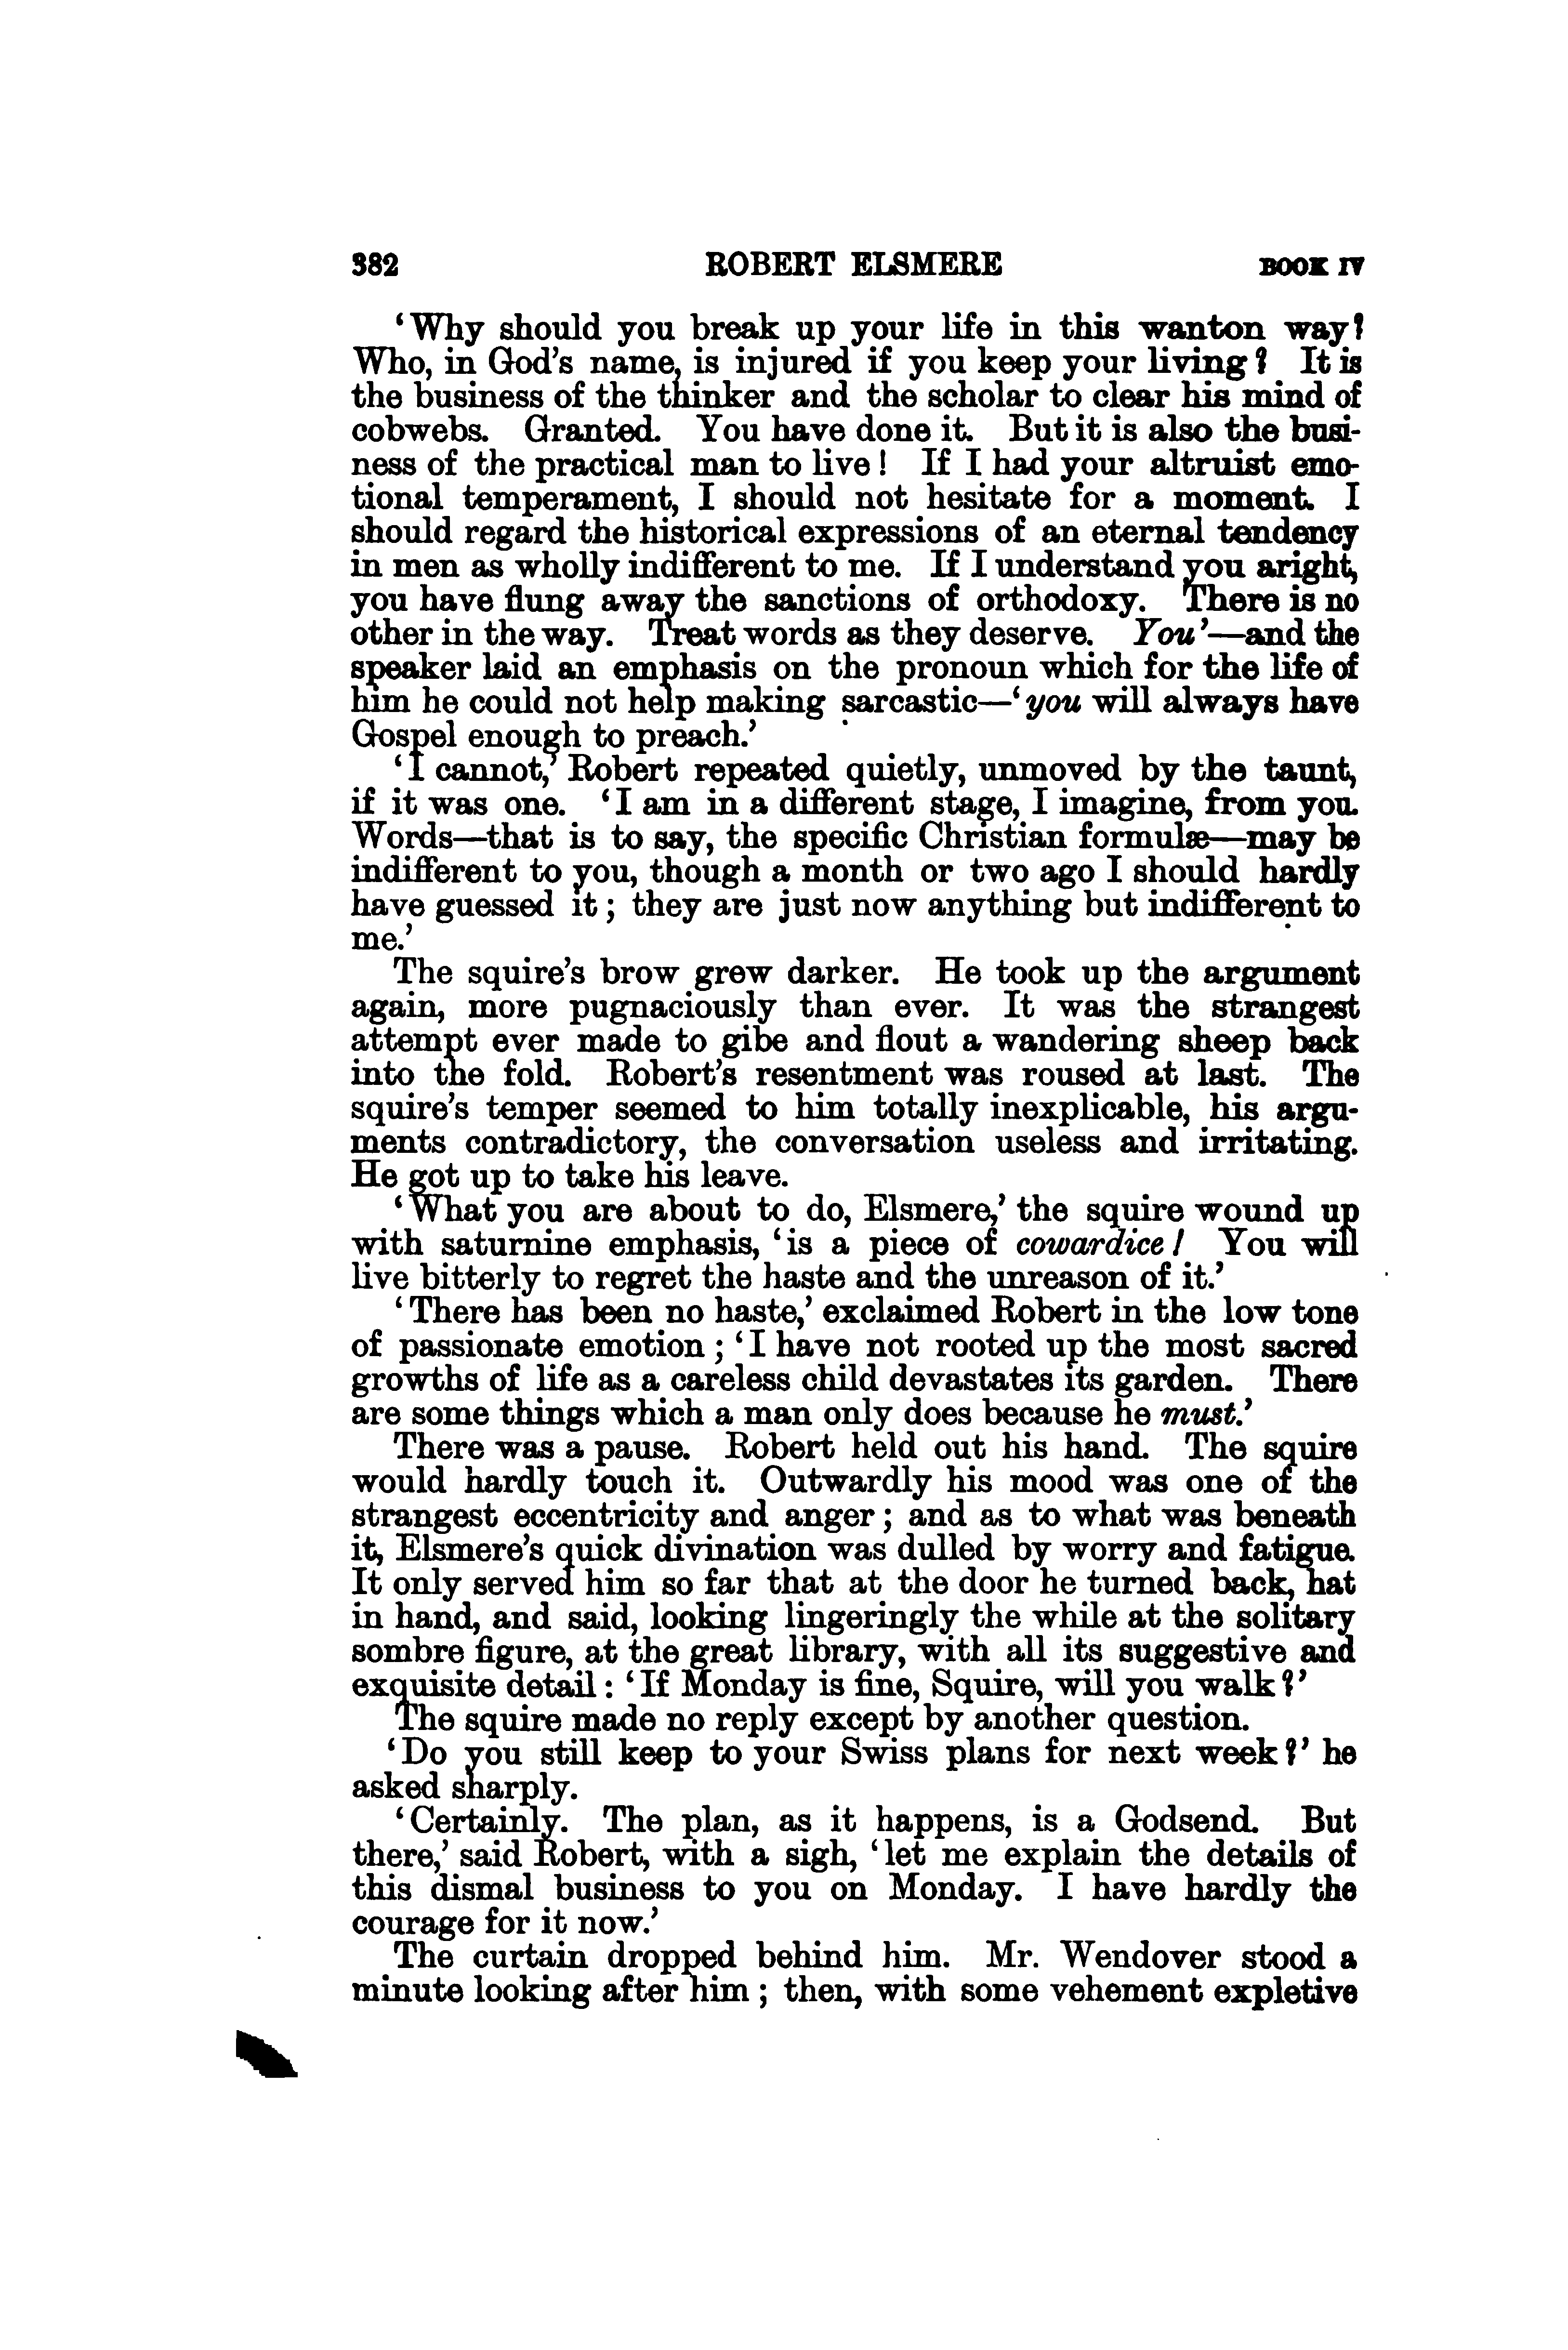 382 ROBERT ELSMERE BOOK IV
‘Why should you break up your life in this wanton way?
Who, in God’s name, is injured if you keep your living? It is
the business of the thinker and the scholar to clear his mind of
cobwebs. Granted. You have done it. But it is also the busi-
ness of the practical man to live! If I had your altruist emo-
tional temperament, I should not hesitate for a moment. I
should regard the historical expressions of an eternal tendency
in men as wholly indifferent to me. If I understand you aright,
you have flung away the sanctions of orthodoxy. There is no
other in the way. Treat words as they deserve. You’—and the
speaker laid an emphasis on the pronoun which for the life of
him he could not help making sarcastic—‘you will always have
Gospel enough to preach.’
‘I cannot,’ Robert repeated quietly, unmoved by the taunt,
if it was one. ‘I am in a different stage, I imagine, from you.
Words—that is to say, the specific Christian formulæ—may be
indifferent to you, though a month or two ago I should hardly
have guessed it; they are just now anything but indifferent to
me.’
The squire’s brow grew darker. He took up the argument
again, more pugnaciously than ever. It was the strangest
attempt ever made to gibe and flout a wandering sheep back
into the fold. Robert’s resentment was roused at last. The
squire’s temper seemed to him totally inexplicable, his argu-
ments contradictory, the conversation useless and irritating.
He got up to take his leave.
‘What you are about to do, Elsmere,’ the squire wound up
with saturnine emphasis, ‘is a piece of cowardice! You will
live bitterly to regret the haste and the unreason of it.’
‘There has been no haste,’ exclaimed Robert in the low tone
of passionate emotion; ‘I have not rooted up the most sacred
growths of life as a careless child devastates its garden. There
are some things which a man only does because he must.’
There was a pause. Robert held out his hand. The squire
would hardly touch it. Outwardly his mood was one of the
strangest eccentricity and anger; and as to what was beneath
it, Elsmere’s quick divination was dulled by worry and fatigue.
It only served him so far that at the door he turned back, hat
in hand, and said, looking lingeringly the while at the solitary
sombre figure, at the great library, with all its suggestive and
exquisite detail: ‘If Monday is fine, Squire, will you walk?’
The squire made no reply except by another question.
‘Do you still keep to your Swiss plans for next week?’ he
asked sharply.
‘Certainly. The plan, as it happens, is a Godsend. But
there,’ said Robert, with a sigh, ‘let me explain the details of
this dismal business to you on Monday. I have hardly the
courage for it now.’
The curtain dropped behind him. Mr. Wendover stood a
minute looking after him; then, with some vehement expletive